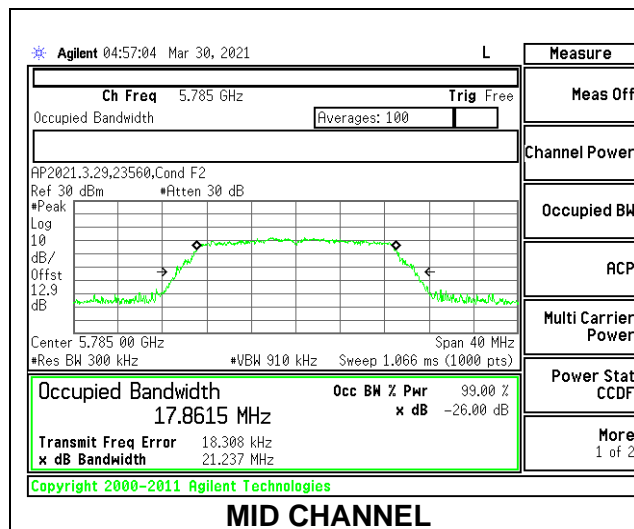 Agilent 04:57:04 Mar 30, 2021 L Measure
Ch Freq 5.785 GHz Trig Free
Meas Off
Occupied Bandwidth Averages: 100
Channel Power
AP2021.3.29,23560,Cond F2
Ref 30 dBm #Atten 30 dB
#Peak
Occupied BW
Log
10
dB/
Offst
ACP
12.9
dB
Multi Carrier
Power
Center 5.785 00 GHz Span 40 MHz
#Res BW 300 kHz #VBW 910 kHz Sweep 1.066 ms (1000 pts)
Power Stat
CCDF
Occupied Bandwidth Occ BW % Pwr 99.00 %
17.8615 MHz x dB -26.00 dB
Transmit Freq Error 18.308 kHz
x dB Bandwidth 21.237 MHz
More
1 of 2
Copyright 2000-2011 Agilent Technologies
MID CHANNEL